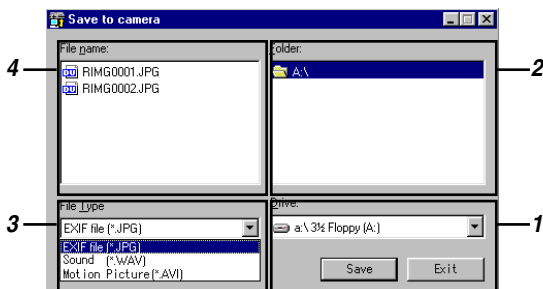 Save to camera
File name:
RIMG0001.JPG
RIMG0002.JPG
4
Folder:
A:\
2
File Type
EXIF file (*.JPG)
EXIF file (*.JPG)
Sound (*.WAV)
Motion Picture(*.AVI)
3
Drive:
a:\ 3½ Floppy (A:)
1
Save
Exit